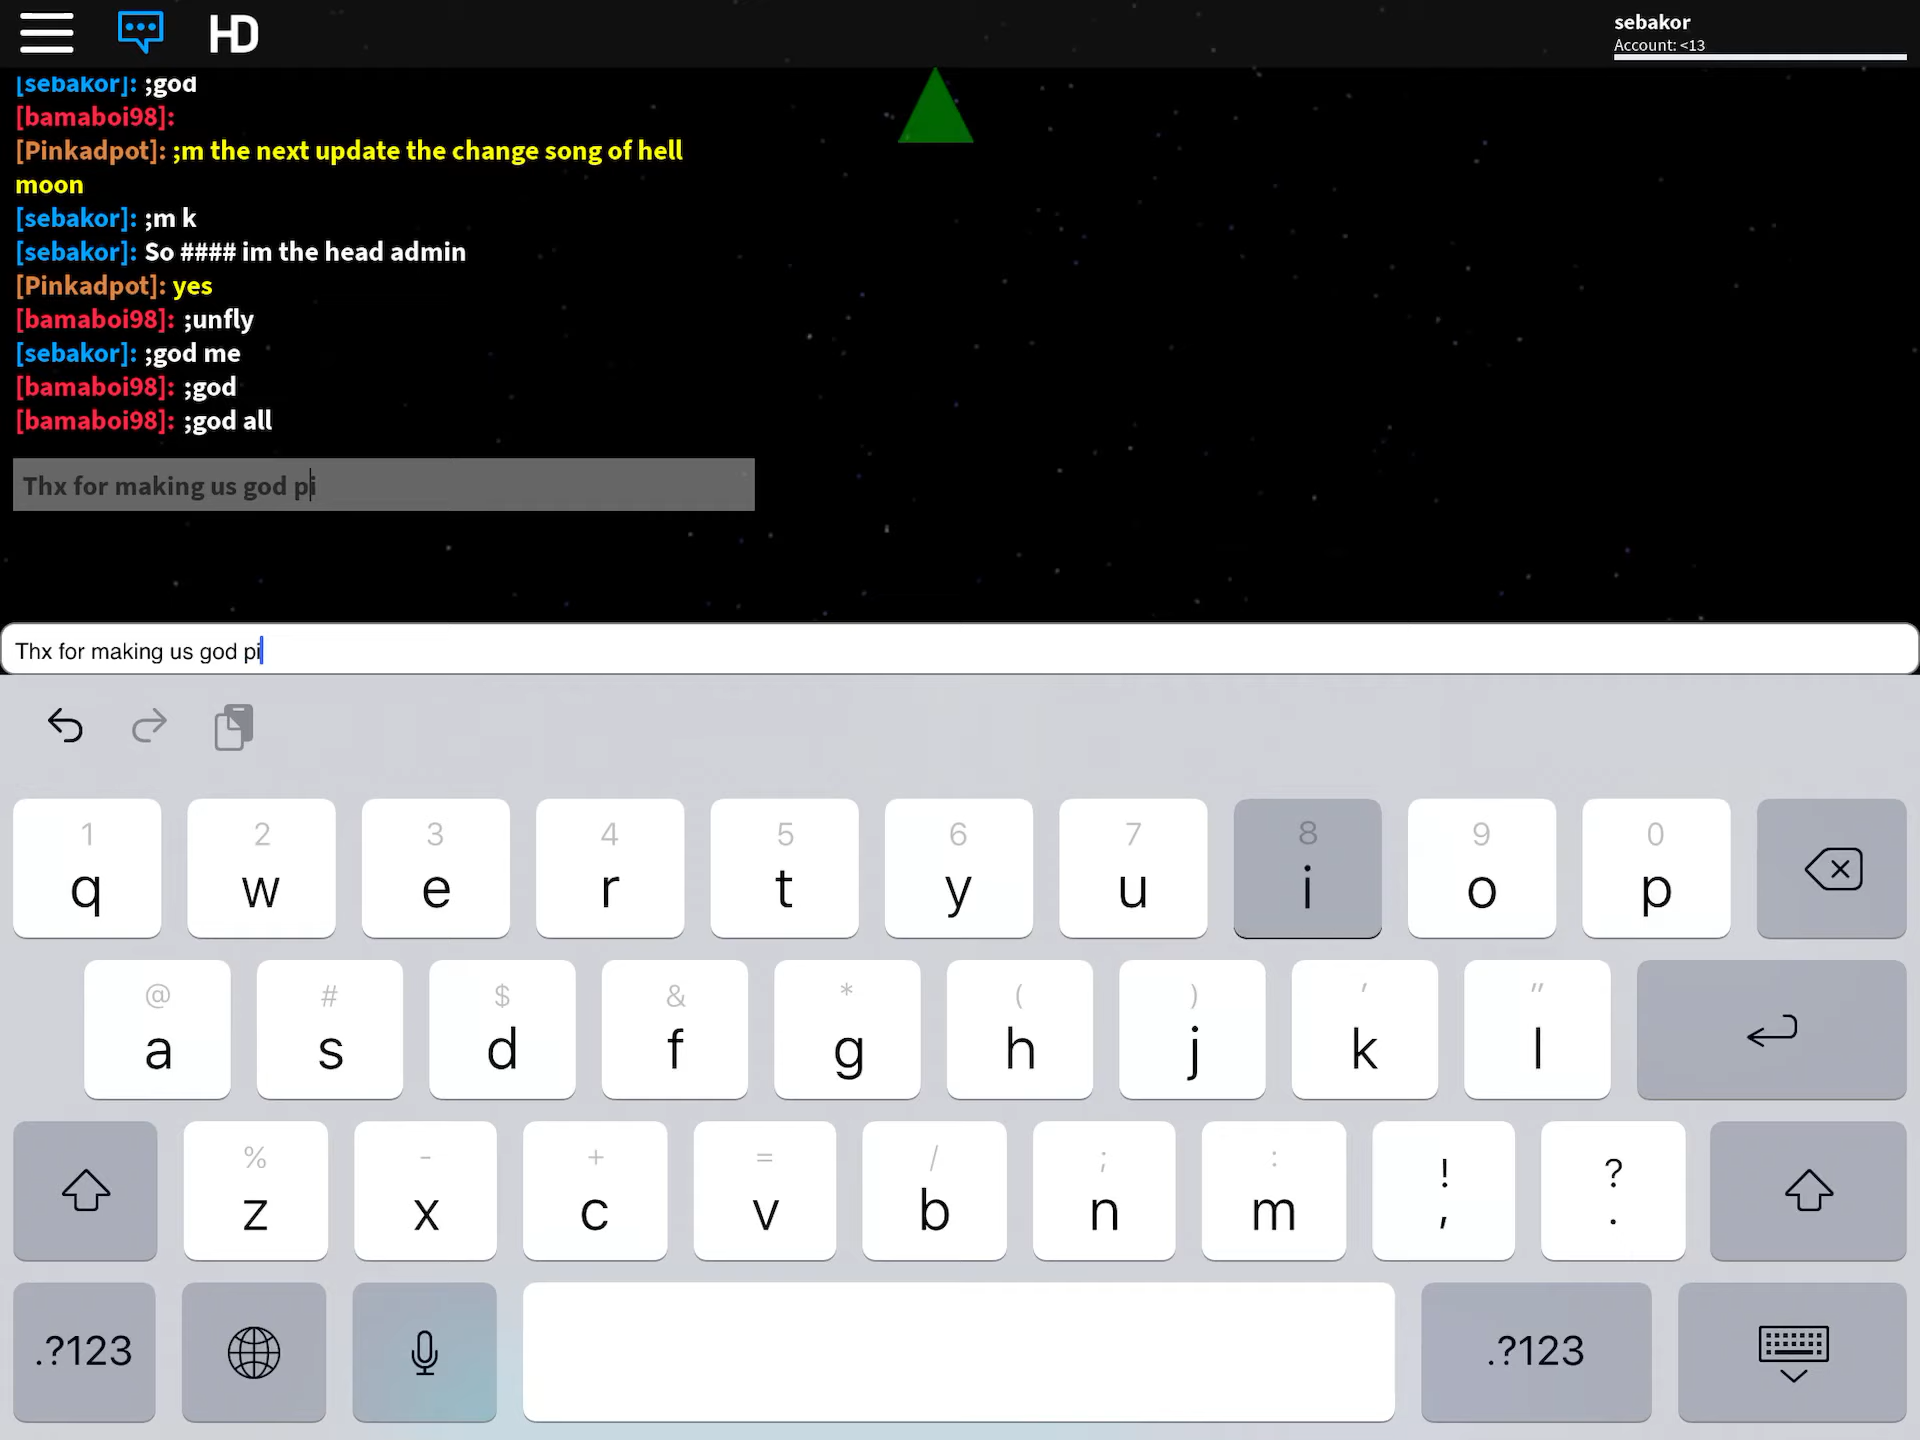 HD
sebakor
Account: <13
[sebakor]: ;god
[bamaboi98]:
[Pinkadpot]: ;m the next update the change song of hell
moon
[sebakor]: ;m k
[sebakor]: So #### im the head admin
[Pinkadpot]: yes
[bamaboi98]: ;unfly
[sebakor]: ;god me
[bamaboi98]: ;god
[bamaboi98]: ;god all
Thx for making us god pi
Thx for making us god pi
1 2 3 4 5 6 7 8 9 0
q w e r t y u i o p
@ # $ & * ( ) ' "
a s d f g h j k l
% - + = / ; : ! ?
z x c v b n m , .
.?123 .?123